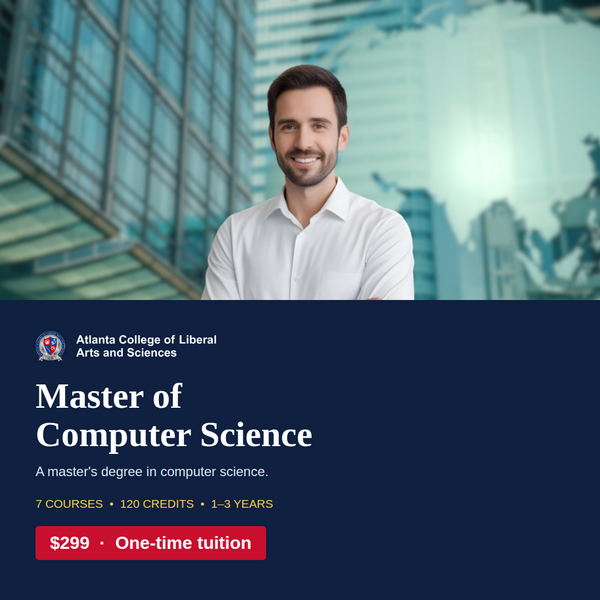 Atlanta College of Liberal
Arts and Sciences
Master of
Computer Science
A master's degree in computer science.
7 COURSES • 120 CREDITS • 1–3 YEARS
$299 · One-time tuition